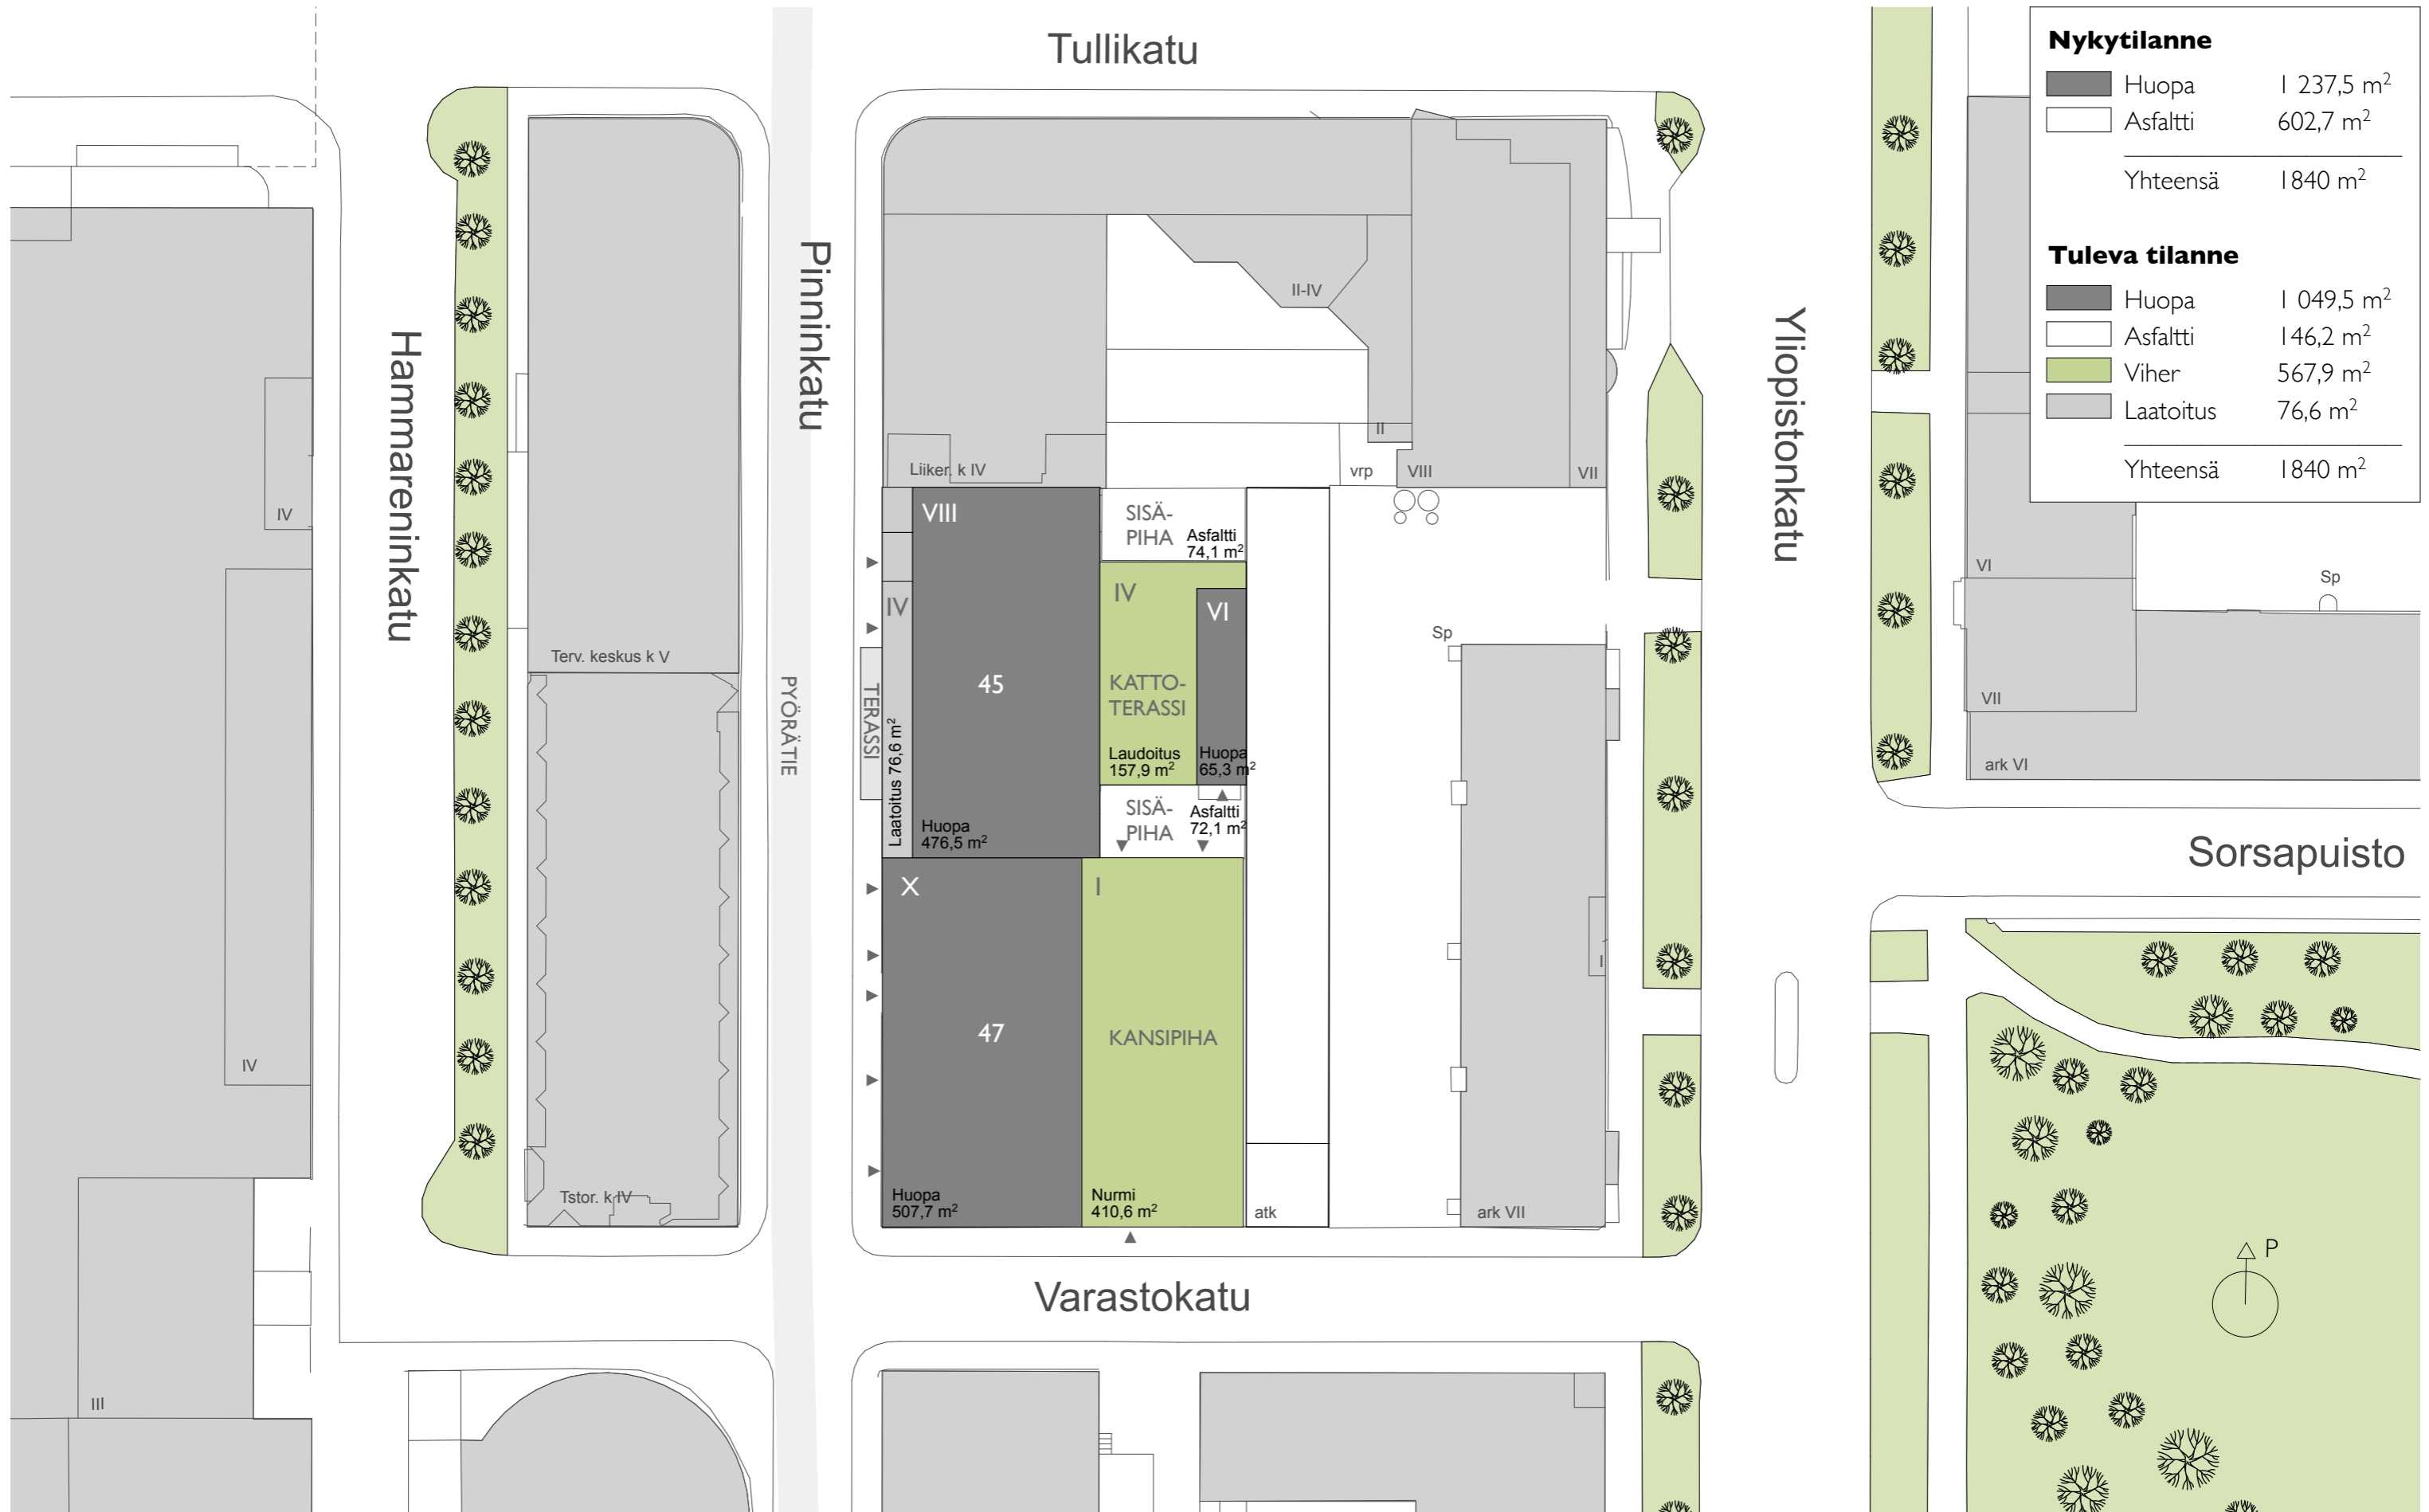 Tullikatu
Hammareninkatu
Pinninkatu
Yliopistonkatu
Sorsapuisto
Varastokatu
PYÖRÄTIE
Nykytilanne
Huopa 1 237,5 m²
Asfaltti 602,7 m²
Yhteensä 1840 m²
Tuleva tilanne
Huopa 1 049,5 m²
Asfaltti 146,2 m²
Viher 567,9 m²
Laatoitus 76,6 m²
Yhteensä 1840 m²
IV
IV
III
Terv. keskus k V
Tstor. k IV
II-IV
II
Liiker. k IV
vrp
VIII
VII
VIII
SISÄ-
PIHA
Asfaltti
74,1 m²
IV
IV
VI
45
KATTO-
TERASSI
TERASSI
Laatoitus 76,6 m²
Laudoitus
157,9 m²
Huopa
65,3 m²
Huopa
476,5 m²
SISÄ-
PIHA
Asfaltti
72,1 m²
X
I
47
KANSIPIHA
Huopa
507,7 m²
Nurmi
410,6 m²
atk
Sp
I
ark VII
VI
Sp
VII
ark VI
P